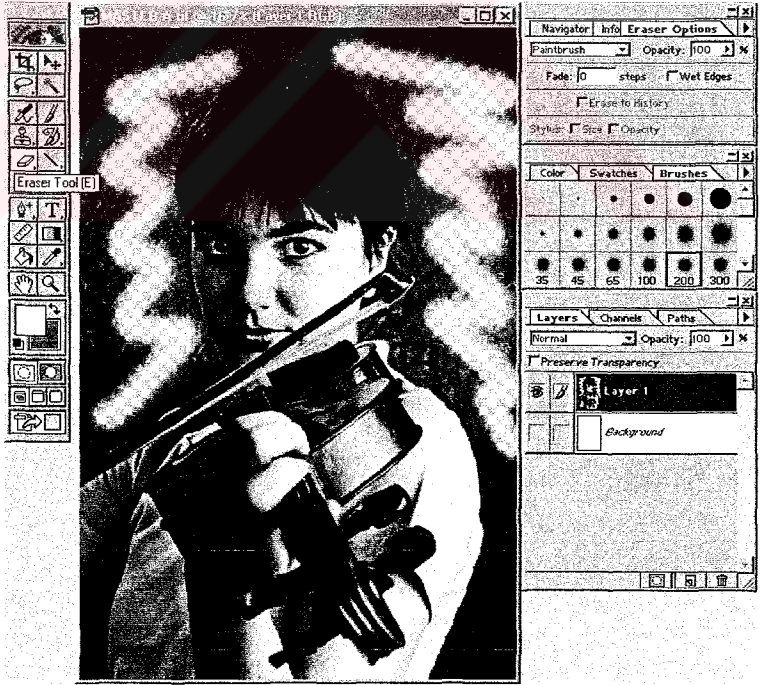 Eraser Tool (E)
Navigator Info Eraser Options
Paintbrush Opacity: 100 %
Fade: 0 steps Wet Edges
Erase to History
Stylus: Size Opacity
Color Swatches Brushes
35 45 65 100 200 300
Layers Channels Paths
Normal Opacity: 100 %
Preserve Transparency
Layer 1
Background